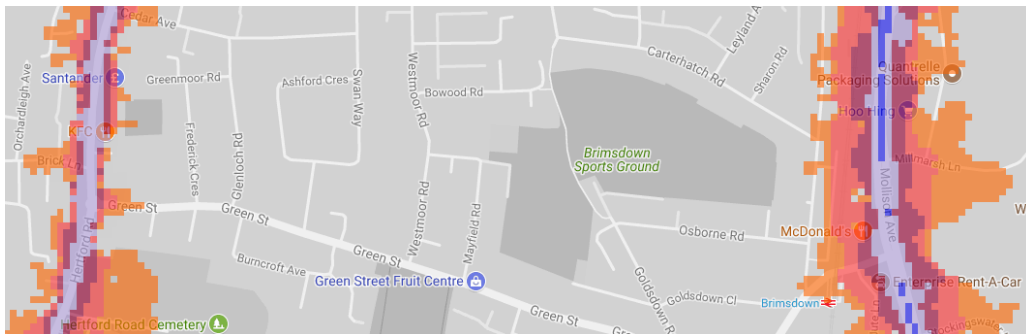 Cedar Ave
Leyland A
Santander
Greenmoor Rd
Ashford Cres
Swan Way
Westmoor Rd
Bowood Rd
Carterhatch Rd
Sharon Rd
Quantrelle
Packaging Solutions
Hoo Hing
Orchardleigh Ave
KFC
Brick Ln
Frederick Cres
Glenloch Rd
Brimsdown
Sports Ground
Millmarsh Ln
Mollison Ave
Green St
Green St
Westmoor Rd
Mayfield Rd
Osborne Rd
McDonald's
W
Hertford Rd
Burncroft Ave
Green Street Fruit Centre
Goldsdown Rd
Goldsdown Cl
Brimsdown
Enterprise Rent-A-Car
Green St
Hertford Road Cemetery